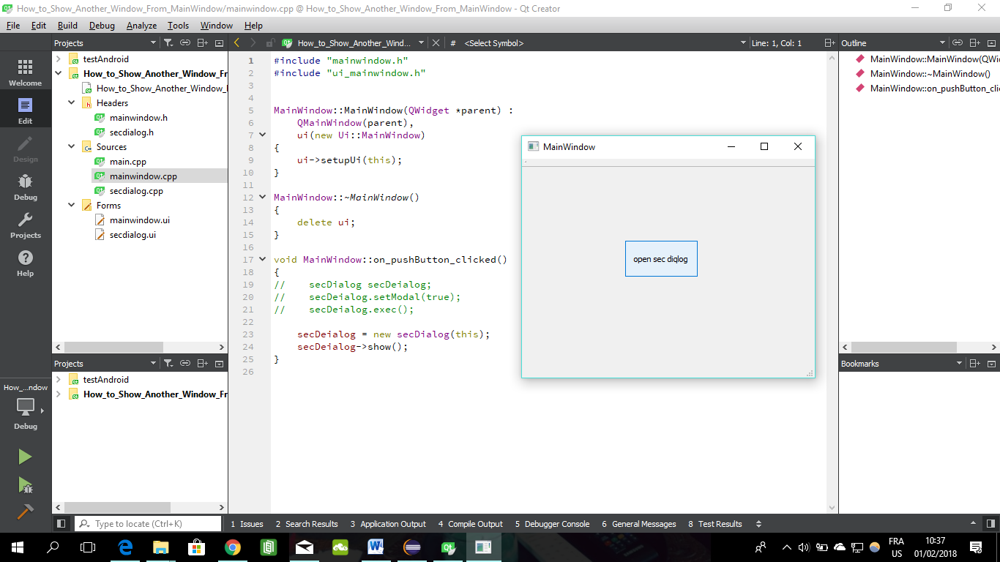 How_to_Show_Another_Window_From_MainWindow/mainwindow.cpp @ How_to_Show_Another_Window_From_MainWindow - Qt Creator
File Edit Build Debug Analyze Tools Window Help
Projects
How_to_Show_Another_Wind...
# <Select Symbol>
Line: 1, Col: 1
Outline
Welcome
Edit
Design
Debug
Projects
Help
testAndroid
How_to_Show_Another_Window_Fr
How_to_Show_Another_Window_
Headers
mainwindow.h
secdialog.h
Sources
main.cpp
mainwindow.cpp
secdialog.cpp
Forms
mainwindow.ui
secdialog.ui
1 #include "mainwindow.h"
2 #include "ui_mainwindow.h"
3
4
5 MainWindow::MainWindow(QWidget *parent) :
6 QMainWindow(parent),
7 ui(new Ui::MainWindow)
8 {
9 ui->setupUi(this);
10 }
11
12 MainWindow::~MainWindow()
13 {
14 delete ui;
15 }
16
17 void MainWindow::on_pushButton_clicked()
18 {
19 // secDialog secDeialog;
20 // secDeialog.setModal(true);
21 // secDeialog.exec();
22
23 secDeialog = new secDialog(this);
24 secDeialog->show();
25 }
26
MainWindow
open sec diqlog
MainWindow::MainWindow(QWid
MainWindow::~MainWindow()
MainWindow::on_pushButton_clic
Projects
testAndroid
How_to_Show_Another_Window_Fr
Bookmarks
How_...ndow
Debug
Type to locate (Ctrl+K)
1 Issues 2 Search Results 3 Application Output 4 Compile Output 5 Debugger Console 6 General Messages 8 Test Results
FRA
US
10:37
01/02/2018